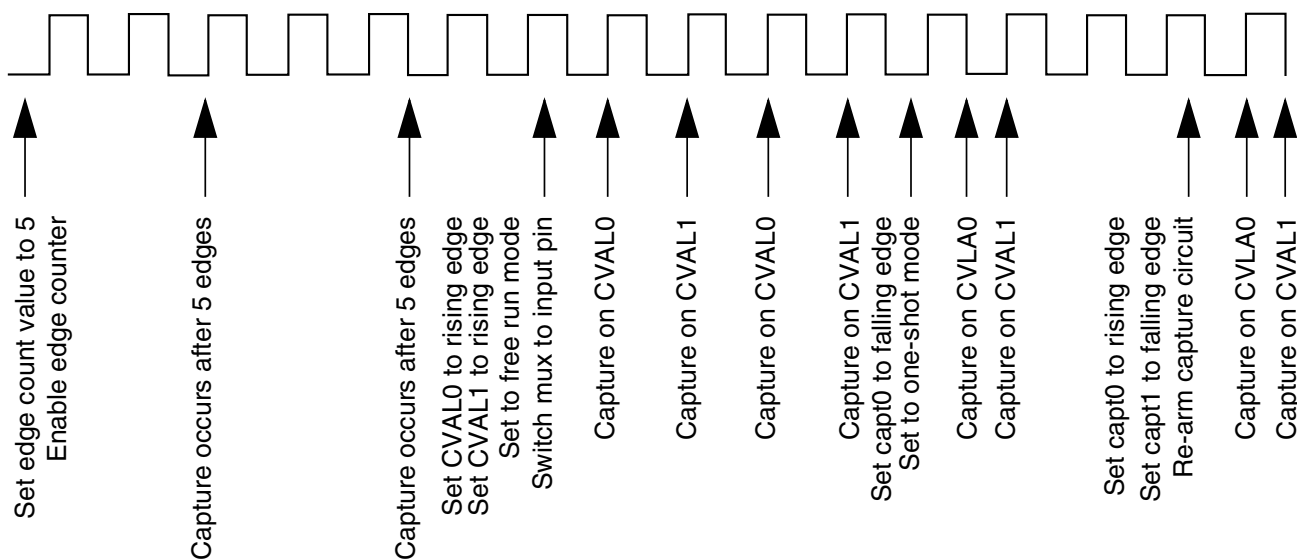 Set edge count value to 5
Enable edge counter
Capture occurs after 5 edges
Capture occurs after 5 edges
Set CVAL0 to rising edge
Set CVAL1 to rising edge
Set to free run mode
Switch mux to input pin
Capture on CVAL0
Capture on CVAL1
Capture on CVAL0
Capture on CVAL1
Set capt0 to falling edge
Set to one-shot mode
Capture on CVLA0
Capture on CVAL1
Set capt0 to rising edge
Set capt1 to falling edge
Re-arm capture circuit
Capture on CVLA0
Capture on CVAL1